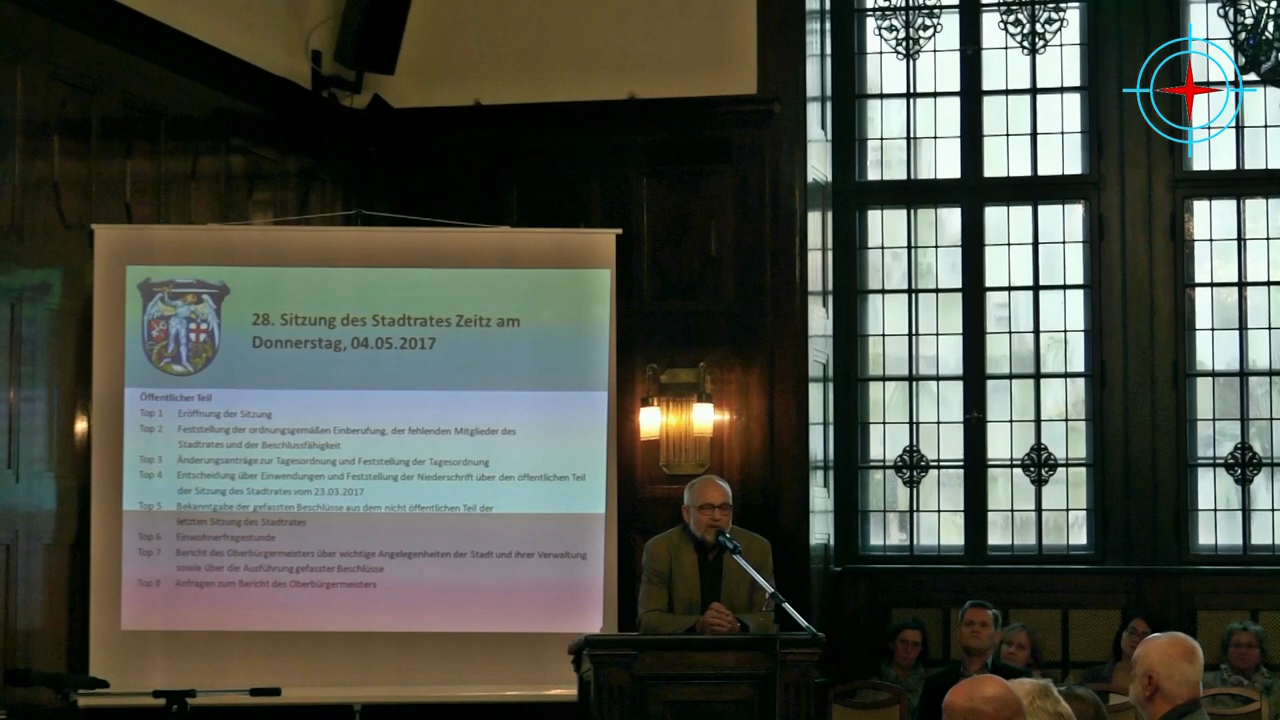 28. Sitzung des Stadtrates Zeitz am
Donnerstag, 04.05.2017
Öffentlicher Teil
Top 1 Eröffnung der Sitzung
Top 2 Feststellung der ordnungsgemäßen Einberufung, der fehlenden Mitglieder des
Stadtrates und der Beschlussfähigkeit
Top 3 Änderungsanträge zur Tagesordnung und Feststellung der Tagesordnung
Top 4 Entscheidung über Einwendungen und Feststellung der Niederschrift über den öffentlichen Teil
der Sitzung des Stadtrates vom 23.03.2017
Top 5 Bekanntgabe der gefassten Beschlüsse aus dem nicht öffentlichen Teil der
letzten Sitzung des Stadtrates
Top 6 Einwohnerfragestunde
Top 7 Bericht des Oberbürgermeisters über wichtige Angelegenheiten der Stadt und ihrer Verwaltung
sowie über die Ausführung gefasster Beschlüsse
Top 8 Anfragen zum Bericht des Oberbürgermeisters